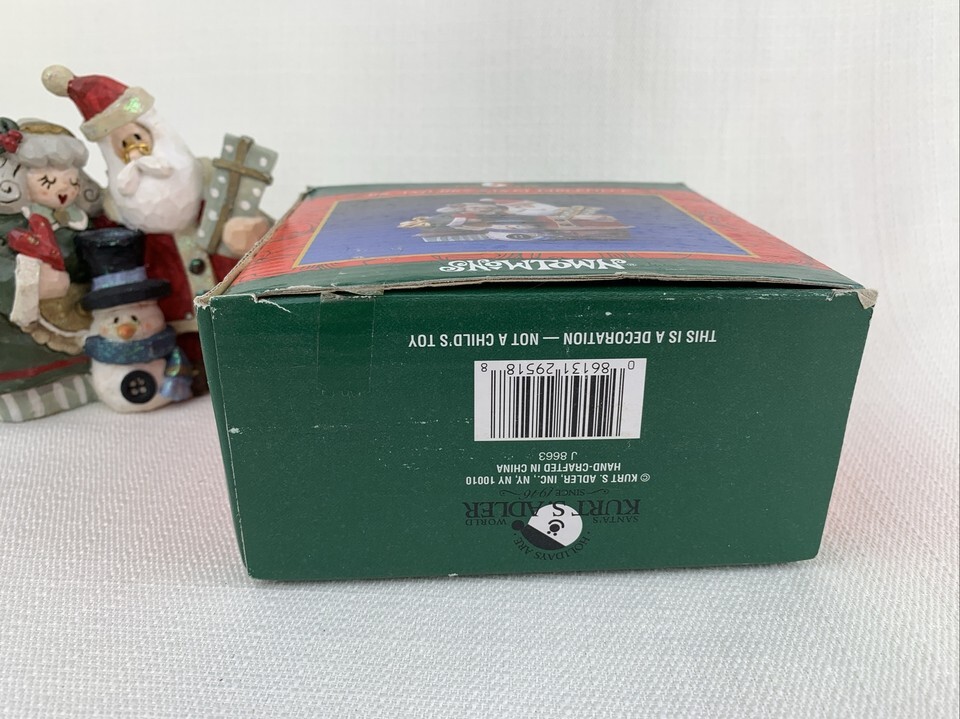 HOLIDAYS ARE
SANTA'S WORLD
KURT S. ADLER
SINCE 1946
© KURT S. ADLER, INC., NY, NY 10010
HAND-CRAFTED IN CHINA
J 8663
0 86131 29518 8
THIS IS A DECORATION — NOT A CHILD'S TOY